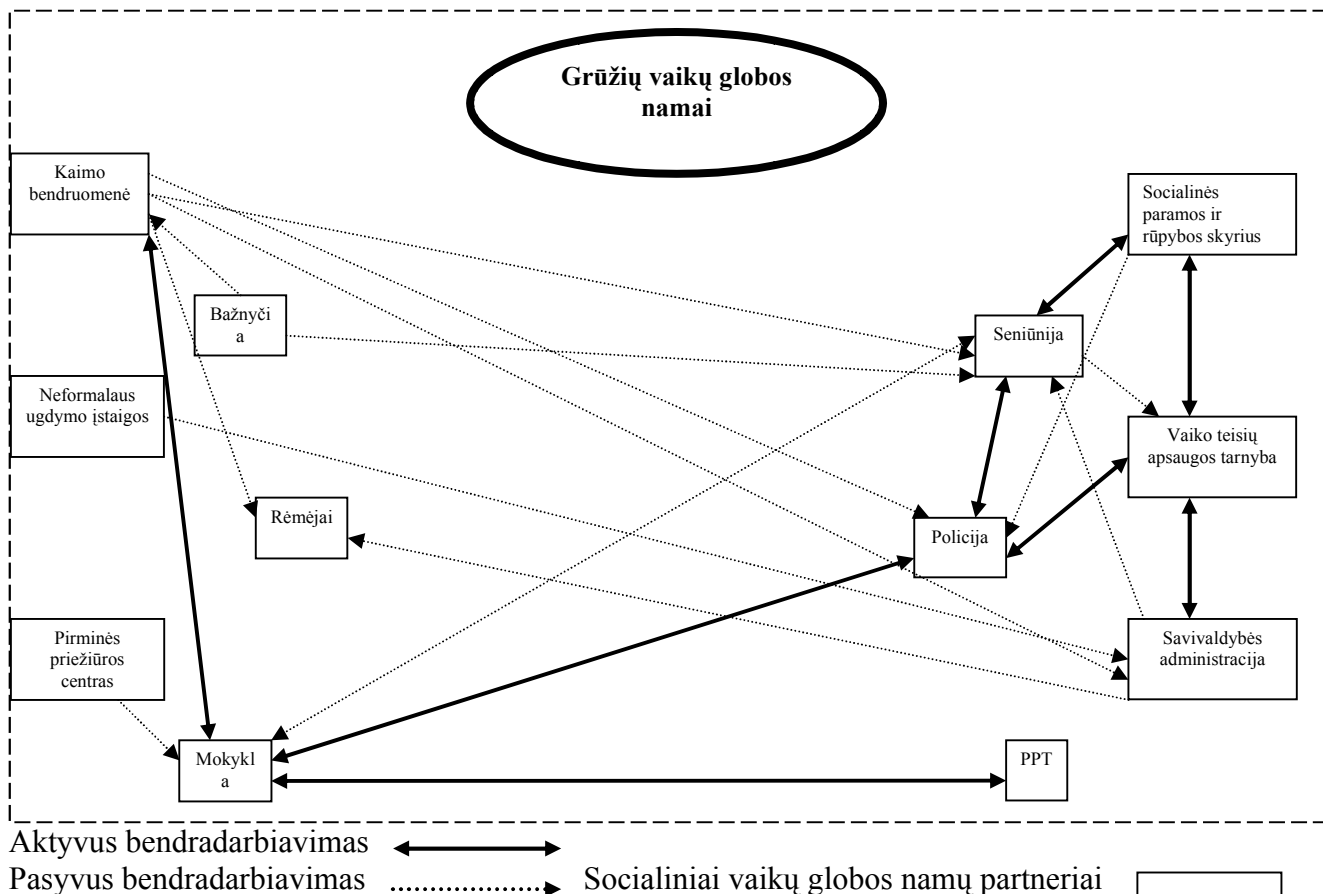 Grūžių vaikų globos
namai
Kaimo
bendruomenė
Socialinės
paramos ir
rūpybos skyrius
Bažnyči
a
Seniūnija
Neformalaus
ugdymo įstaigos
Vaiko teisių
apsaugos tarnyba
Rėmėjai
Policija
Pirminės
priežiūros
centras
Savivaldybės
administracija
Mokykl
a
PPT
Aktyvus bendradarbiavimas
Pasyvus bendradarbiavimas
Socialiniai vaikų globos namų partneriai